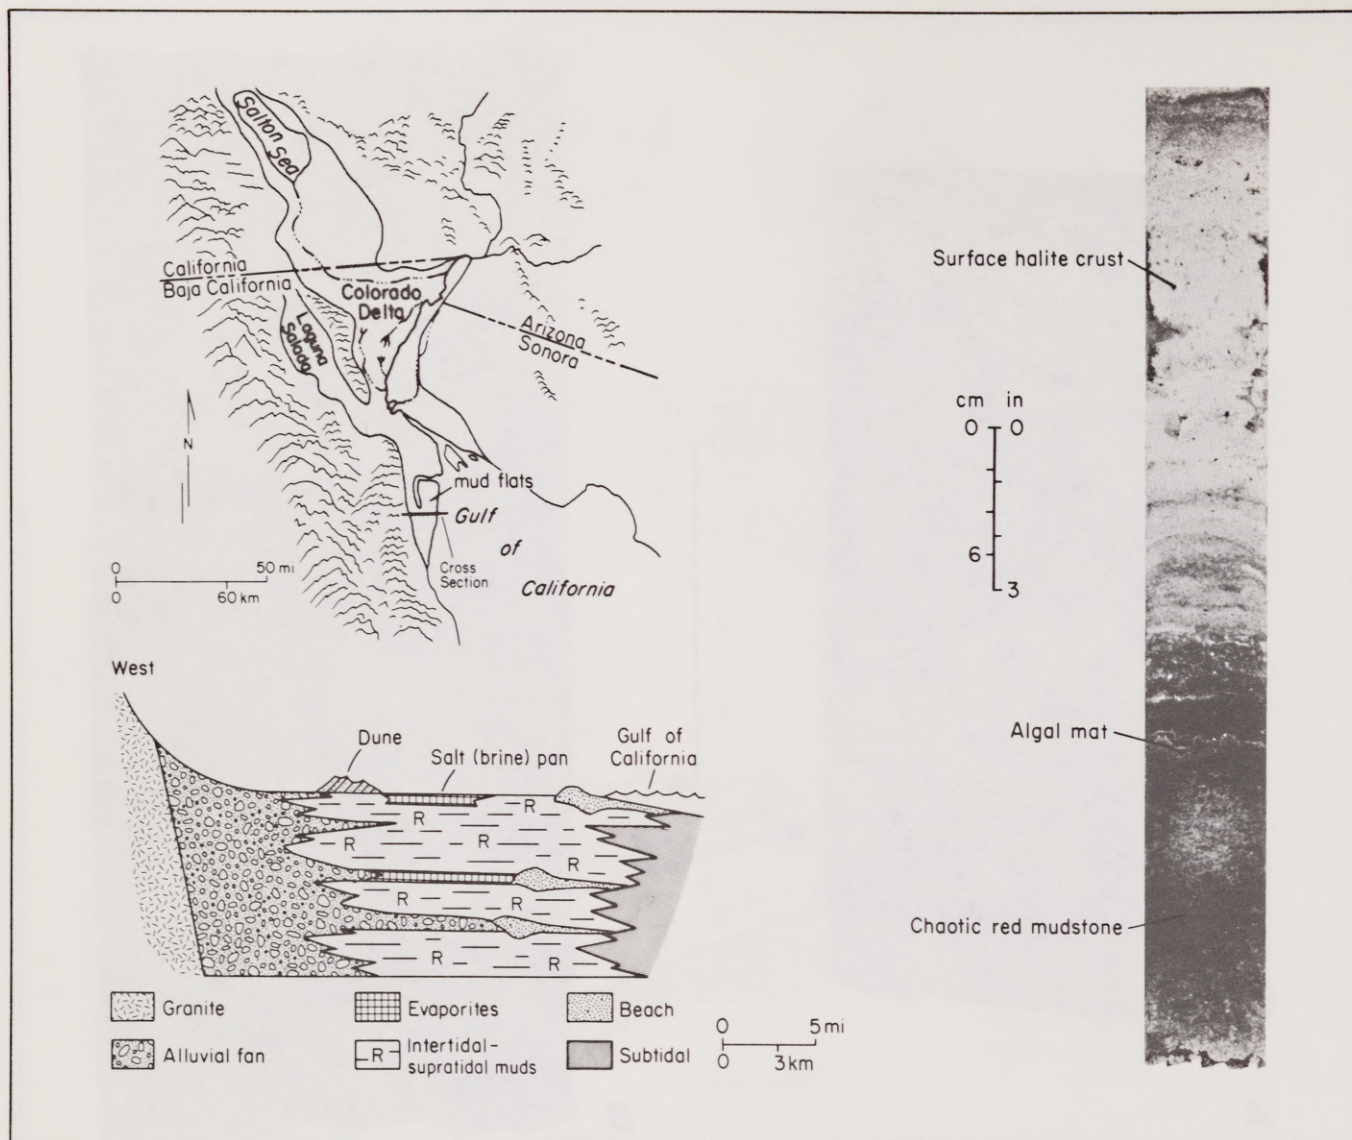 Salton Sea
California
Baja California
Colorado
Delta
Laguna
Salada
Arizona
Sonora
N
mud flats
Gulf
of
California
Cross
Section
0 50 mi
0 60 km
West
Dune
Salt (brine) pan
Gulf of
California
R R
R R
R
R R
R R
Granite
Evaporites
Beach
Alluvial fan
R
Intertidal-
supratidal muds
Subtidal
0 5 mi
0 3 km
Surface halite crust
cm in
0 0
6
3
Algal mat
Chaotic red mudstone